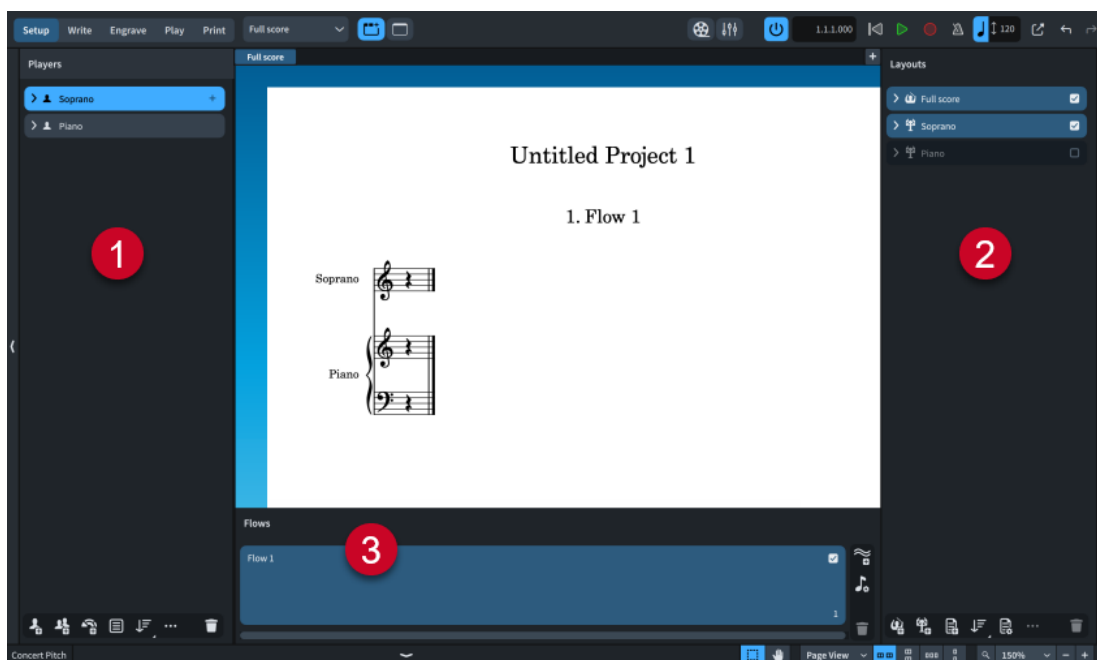 Setup Write Engrave Play Print Full score 1.1.1.000 120
Players
Full score
Layouts
Soprano
Piano
Full score
Soprano
Piano
Untitled Project 1
1. Flow 1
Soprano
Piano
1
2
Flows
3
Flow 1
1
Concert Pitch Page View 150%